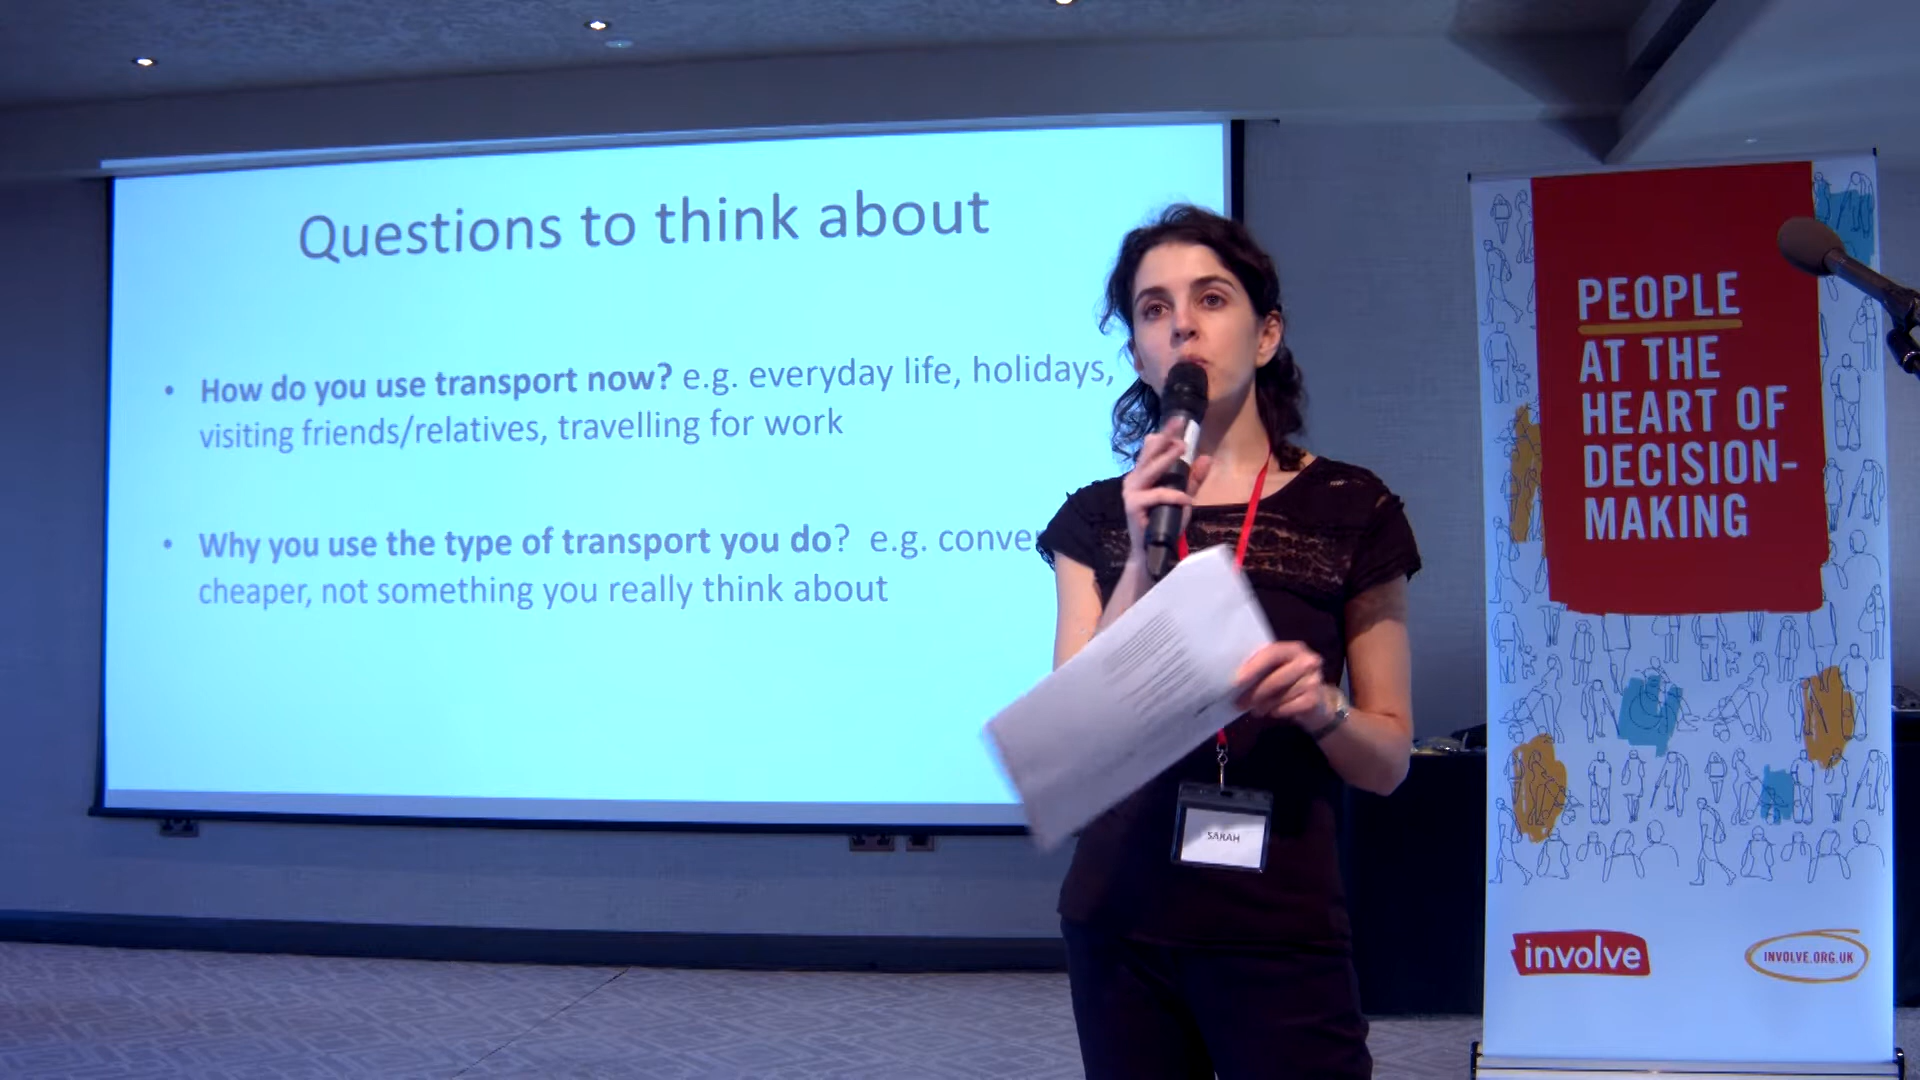 Questions to think about
• How do you use transport now? e.g. everyday life, holidays,
visiting friends/relatives, travelling for work
• Why you use the type of transport you do? e.g.
cheaper, not something you really think about
SARAH
PEOPLE
AT THE
HEART OF
DECISION-
MAKING
involve
INVOLVE.ORG.UK